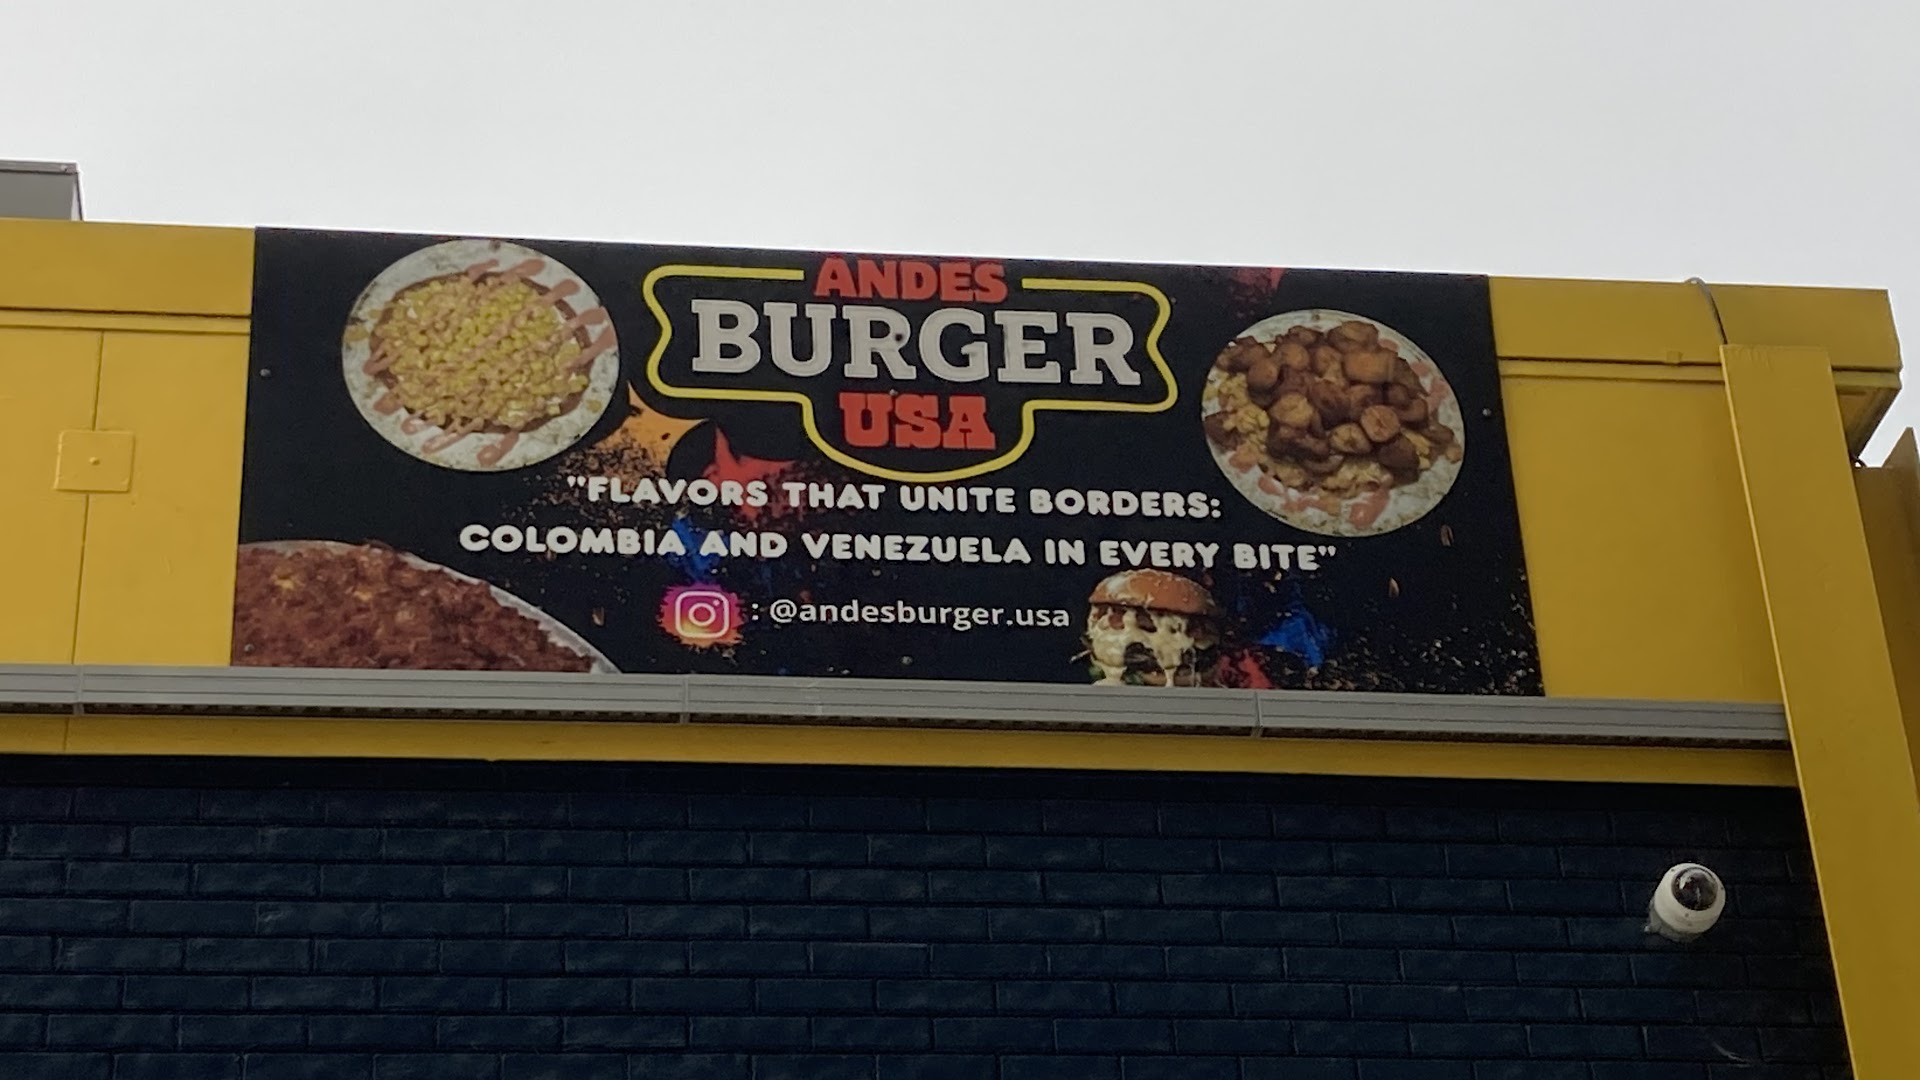 ANDES
BURGER
USA
"FLAVORS THAT UNITE BORDERS:
COLOMBIA AND VENEZUELA IN EVERY BITE"
: @andesburger.usa